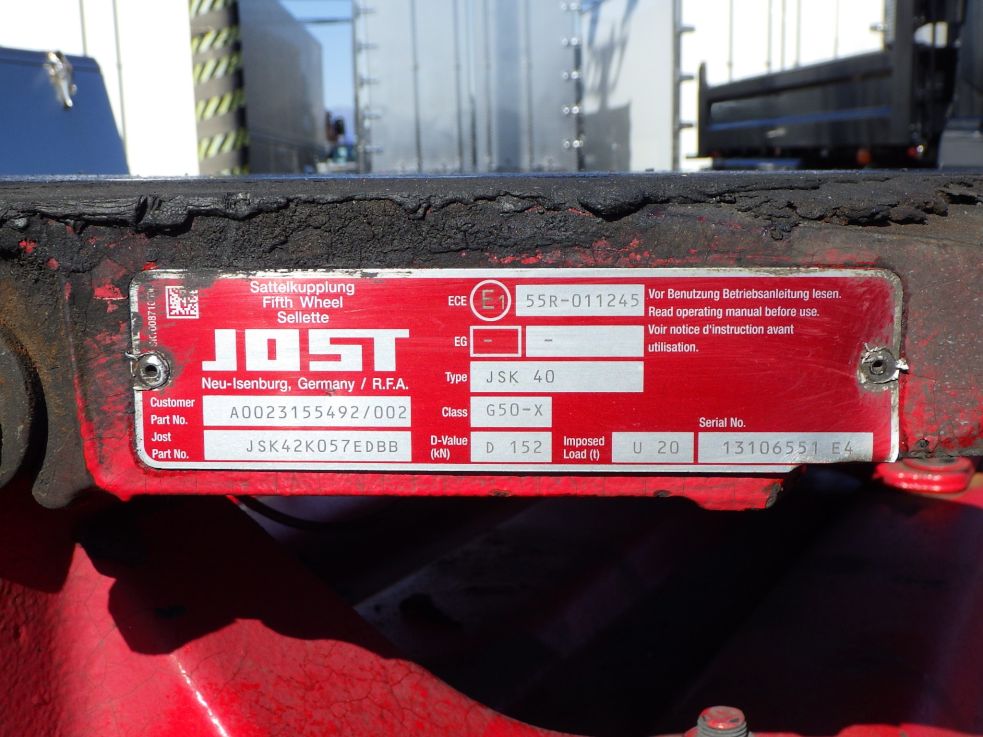 Sattelkupplung
Fifth Wheel
Sellette
JOST
Neu-Isenburg, Germany / R.F.A.
ECE E1 55R-011245
EG - -
Type JSK 40
Vor Benutzung Betriebsanleitung lesen.
Read operating manual before use.
Voir notice d'instruction avant
utilisation.
Customer
Part No. A0023155492/002
Class G50-X
Jost
Part No. JSK42K057EDBB
D-Value
(kN) D 152
Imposed
Load (t) U 20
Serial No.
13106551 E4